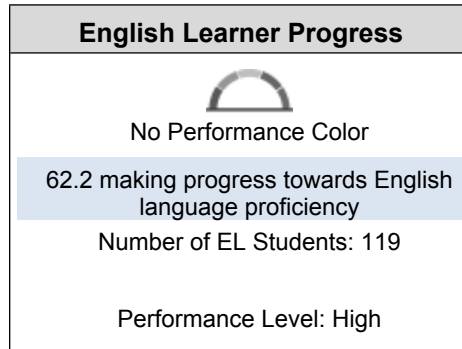 English Learner Progress
No Performance Color
62.2 making progress towards English
language proficiency
Number of EL Students: 119
Performance Level: High